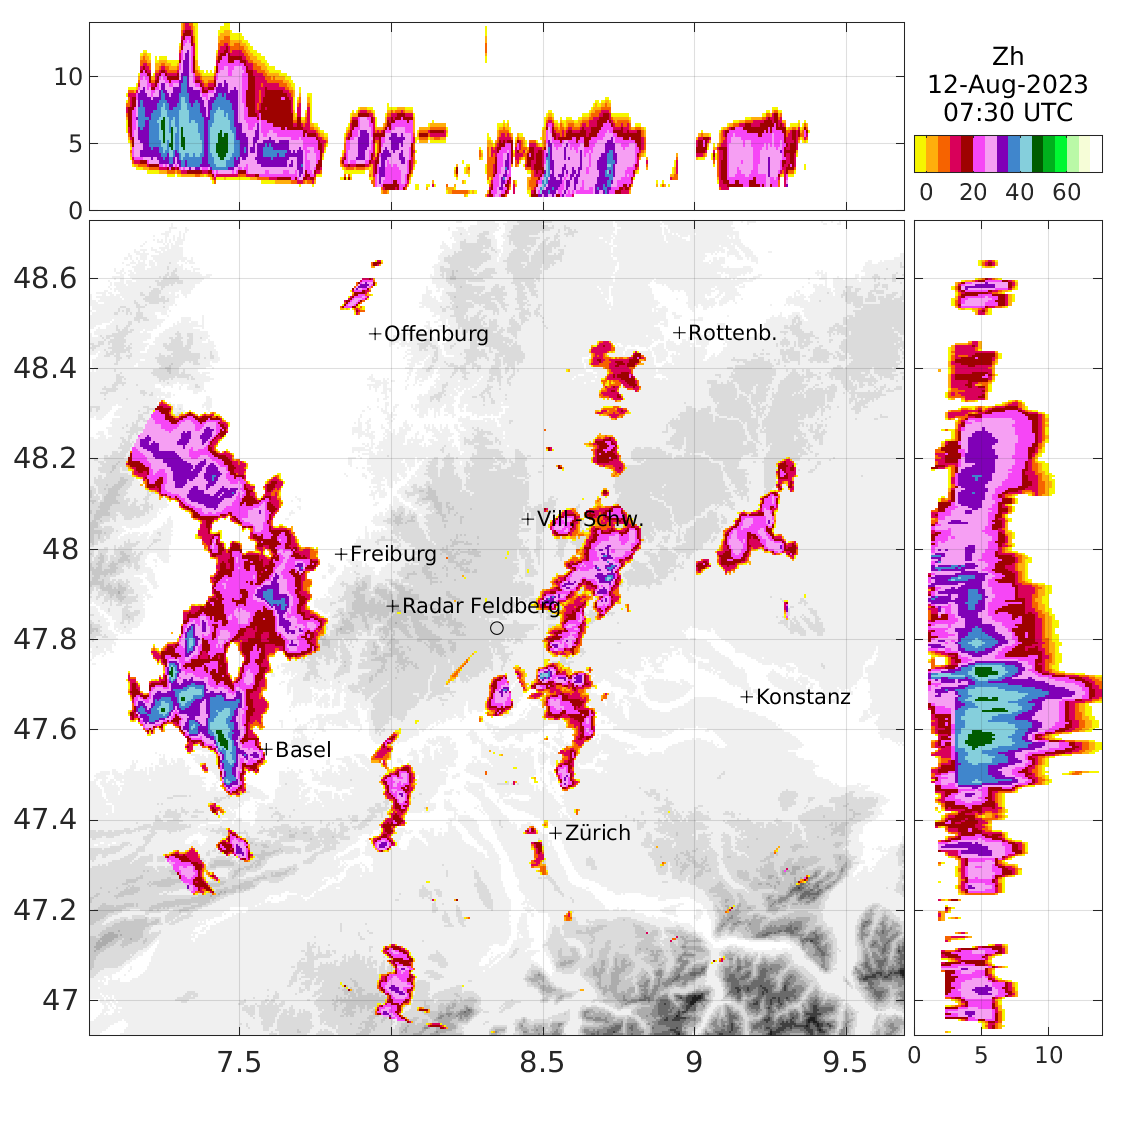 10
5
0
Zh
12-Aug-2023
07:30 UTC
0 20 40 60
48.6
48.4
48.2
48
47.8
47.6
47.4
47.2
47
+Offenburg
+Rottenb.
+Vill.-Schw.
+Freiburg
+Radar Feldberg
+Konstanz
+Basel
+Zürich
7.5 8 8.5 9 9.5
0 5 10